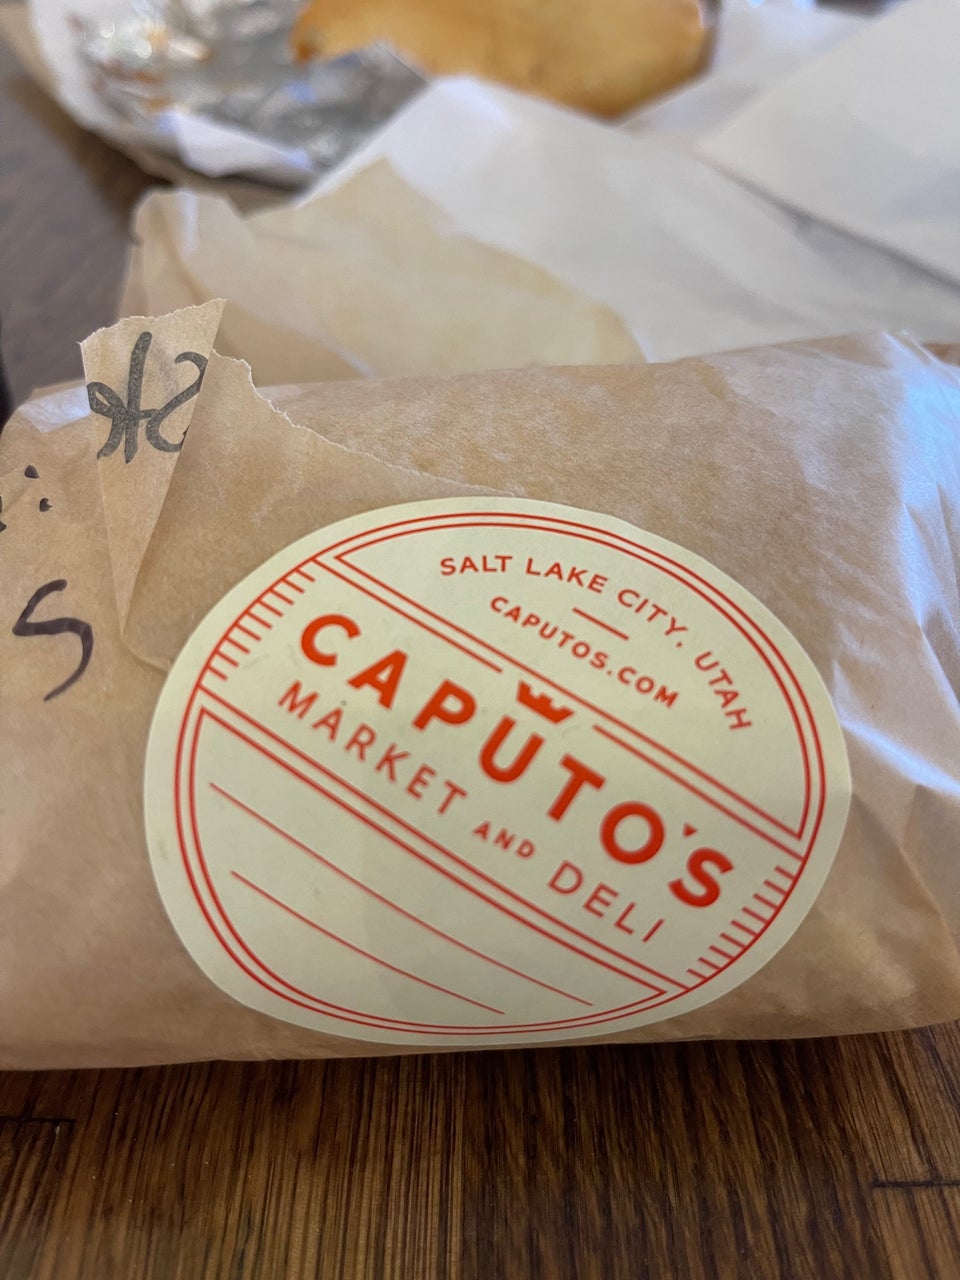 SALT LAKE CITY, UTAH
CAPUTOS.COM
CAPUTO'S
MARKET AND DELI
S